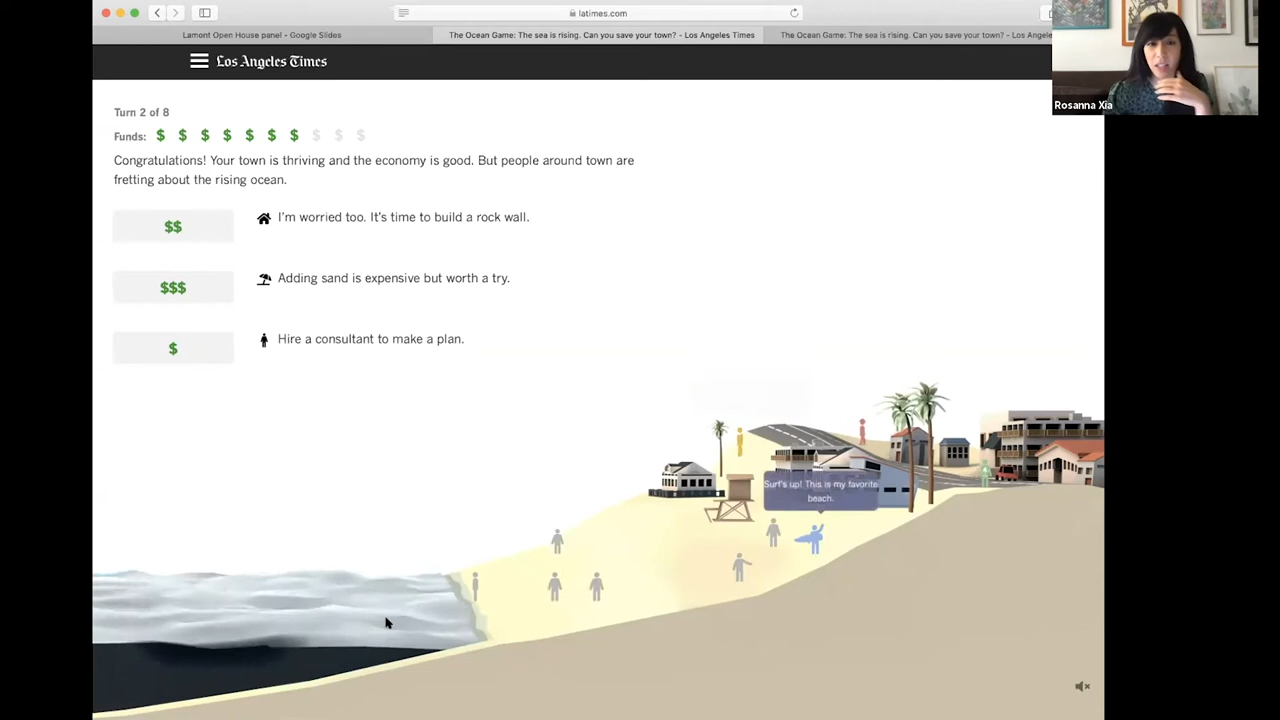 latimes.com
Lamont Open House panel - Google Slides
The Ocean Game: The sea is rising. Can you save your town? - Los Angeles Times
The Ocean Game: The sea is rising. Can you save your town? - Los Angele
Los Angeles Times
Rosanna Xia
Turn 2 of 8
Funds: $ $ $ $ $ $ $ $ $ $
Congratulations! Your town is thriving and the economy is good. But people around town are
fretting about the rising ocean.
$$ I'm worried too. It's time to build a rock wall.
$$$ Adding sand is expensive but worth a try.
$ Hire a consultant to make a plan.
Surf's up! This is my favorite
beach.